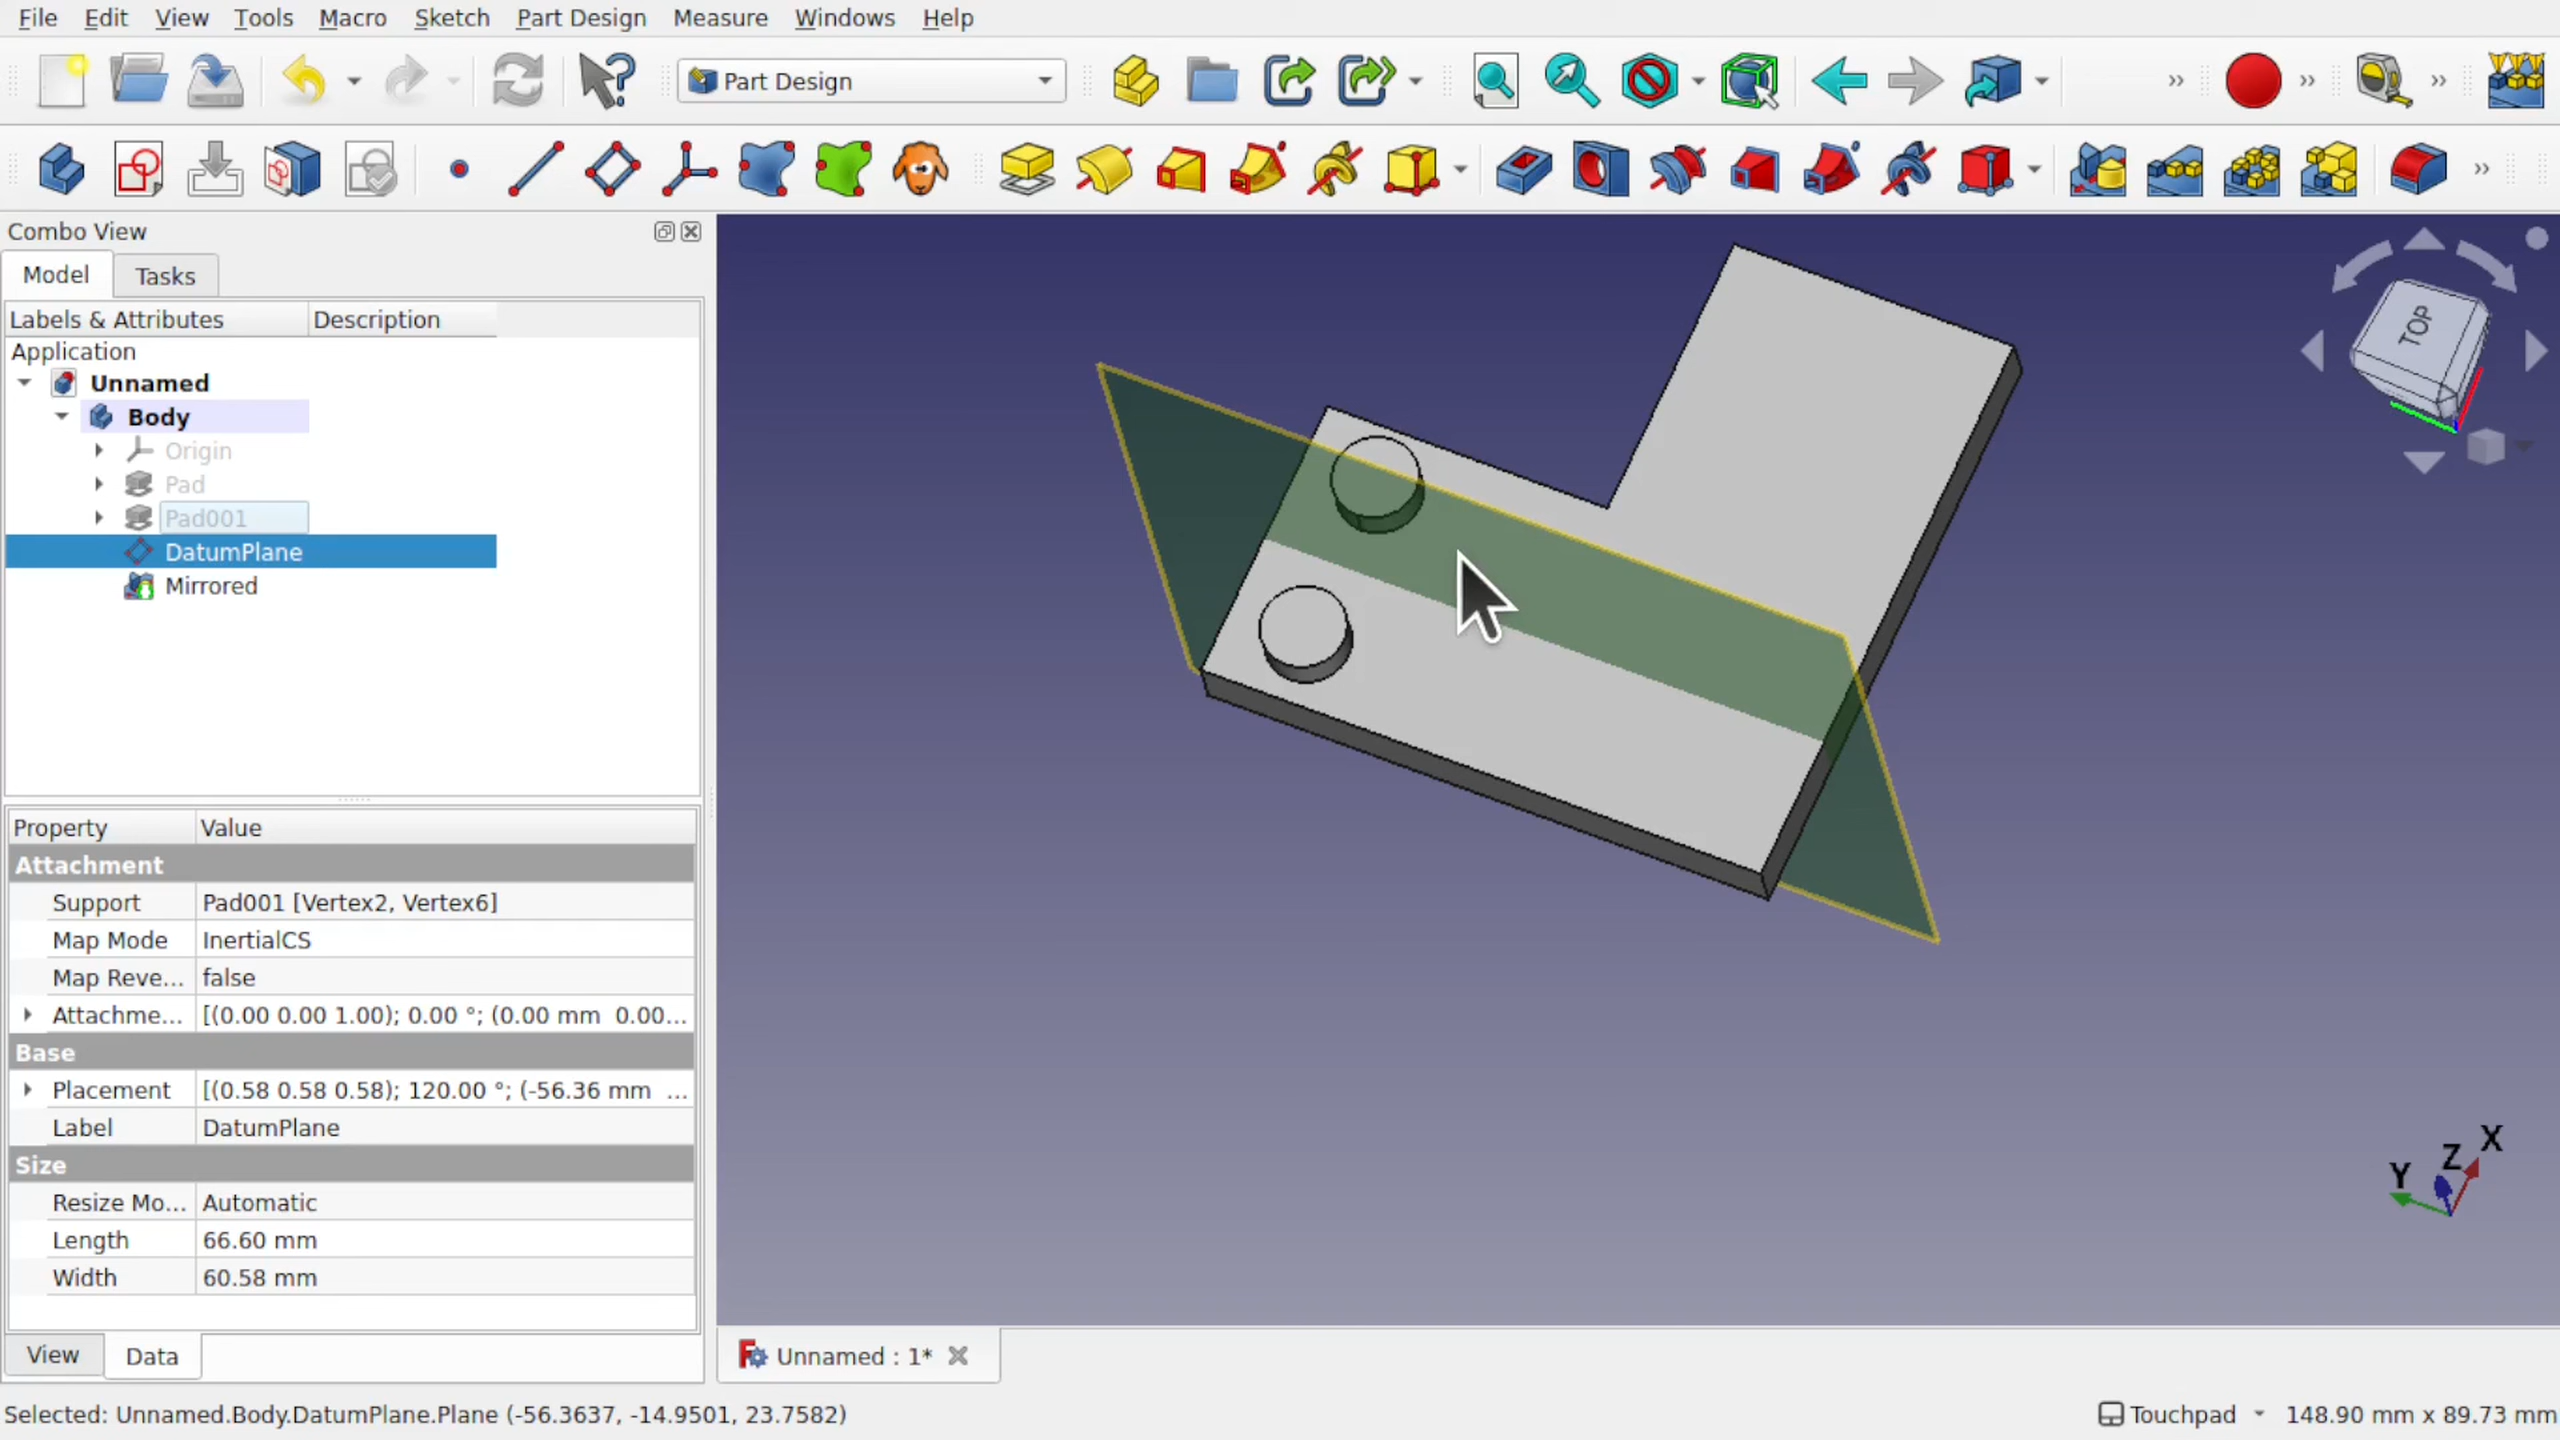 File Edit View Tools Macro Sketch Part Design Measure Windows Help
Part Design
Combo View
Model Tasks
Labels & Attributes Description
Application
Unnamed
Body
Origin
Pad
Pad001
DatumPlane
Mirrored
TOP
Property Value
Attachment
Support Pad001 [Vertex2, Vertex6]
Map Mode InertialCS
Map Reve... false
Attachme... [(0.00 0.00 1.00); 0.00 °; (0.00 mm 0.00...
Base
Placement [(0.58 0.58 0.58); 120.00 °; (-56.36 mm ...
Label DatumPlane
Size
Resize Mo... Automatic
Length 66.60 mm
Width 60.58 mm
X
Z
Y
View Data
Unnamed : 1*
Selected: Unnamed.Body.DatumPlane.Plane (-56.3637, -14.9501, 23.7582)
Touchpad 148.90 mm x 89.73 mm